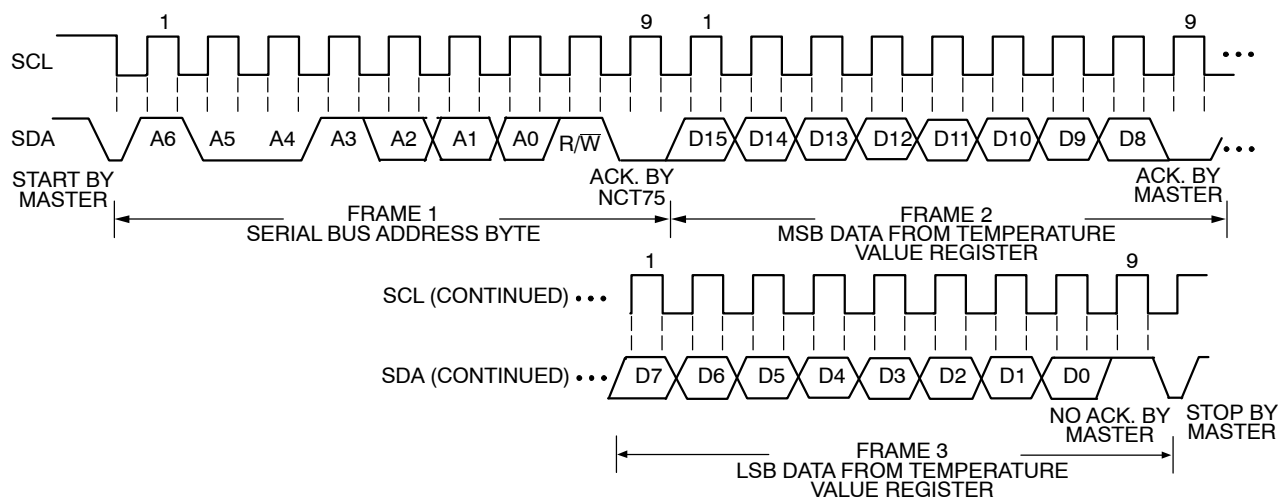 1 9 1 9
SCL
SDA A6 A5 A4 A3 A2 A1 A0 R/W̅ D15 D14 D13 D12 D11 D10 D9 D8
START BY
MASTER
ACK. BY
NCT75
ACK. BY
MASTER
FRAME 1
SERIAL BUS ADDRESS BYTE
FRAME 2
MSB DATA FROM TEMPERATURE
VALUE REGISTER
1 9
SCL (CONTINUED)
SDA (CONTINUED) D7 D6 D5 D4 D3 D2 D1 D0
NO ACK. BY
MASTER
STOP BY
MASTER
FRAME 3
LSB DATA FROM TEMPERATURE
VALUE REGISTER